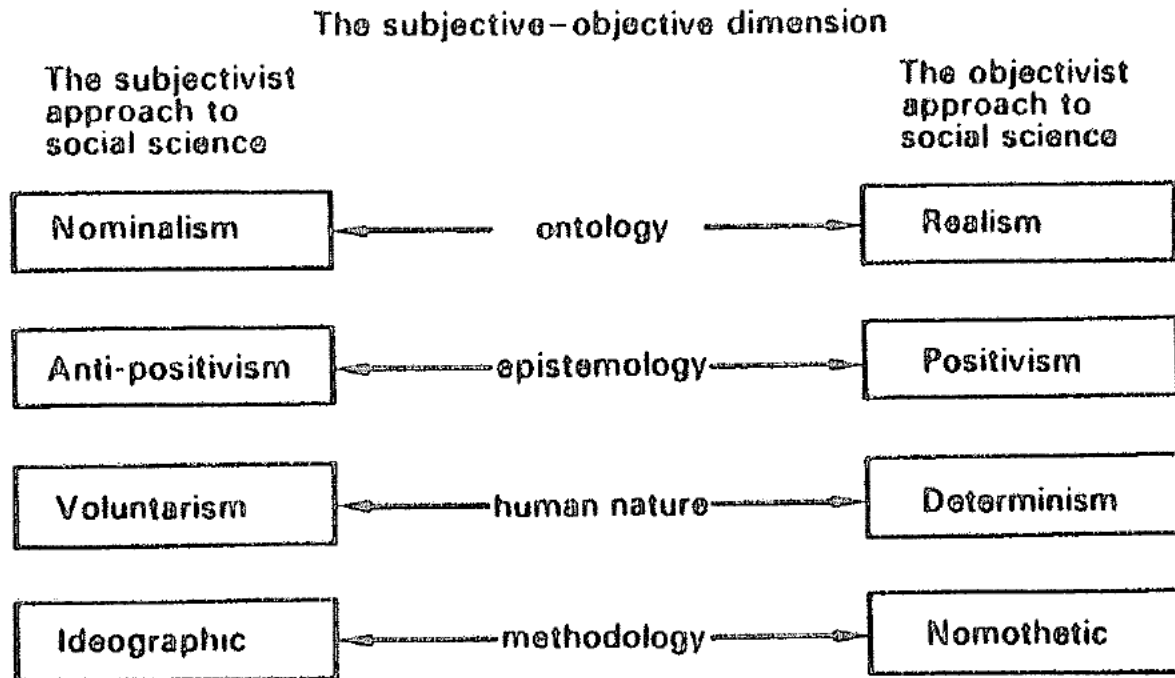 The subjective–objective dimension
The subjectivist
approach to
social science
The objectivist
approach to
social science
Nominalism
ontology
Realism
Anti-positivism
epistemology
Positivism
Voluntarism
human nature
Determinism
Ideographic
methodology
Nomothetic